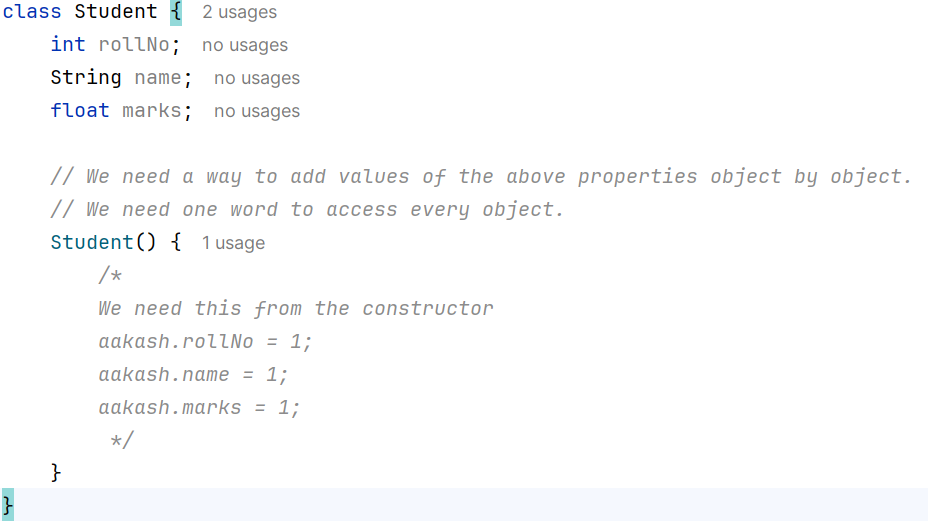 class Student { 2 usages
int rollNo; no usages
String name; no usages
float marks; no usages
// We need a way to add values of the above properties object by object.
// We need one word to access every object.
Student() { 1 usage
/*
We need this from the constructor
aakash.rollNo = 1;
aakash.name = 1;
aakash.marks = 1;
*/
}
}